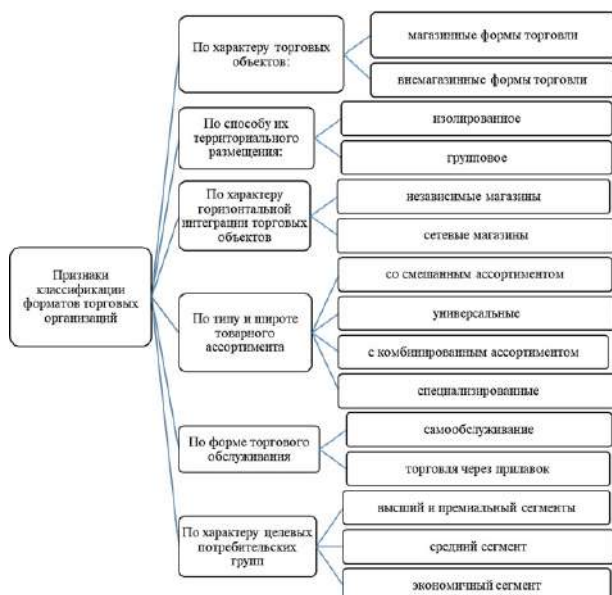 Признаки
классификации
форматов торговых
организаций
По характеру торговых
объектов:
магазинные формы торговли
внемагазинные формы торговли
По способу их
территориального
размещения:
изолированное
групповое
По характеру
горизонтальной
интеграции торговых
объектов
независимые магазины
сетевые магазины
По типу и широте
товарного
ассортимента
со смешанным ассортиментом
универсальные
с комбинированным ассортиментом
специализированные
По форме торгового
обслуживания
самообслуживание
торговля через прилавок
По характеру целевых
потребительских
групп
высший и премиальный сегменты
средний сегмент
экономичный сегмент